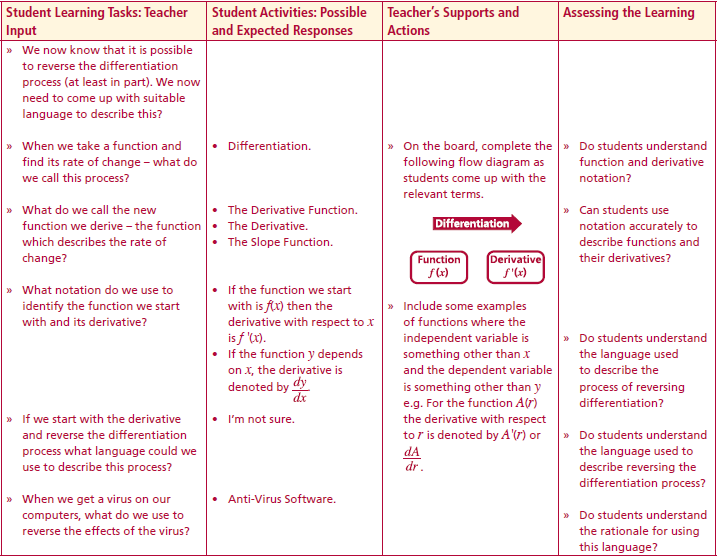 Student Learning Tasks: Teacher
Input
Student Activities: Possible
and Expected Responses
Teacher's Supports and
Actions
Assessing the Learning
» We now know that it is possible
to reverse the differentiation
process (at least in part). We now
need to come up with suitable
language to describe this?
» When we take a function and
find its rate of change – what do
we call this process?
• Differentiation.
» On the board, complete the
following flow diagram as
students come up with the
relevant terms.
Differentiation
Function
f (x)
Derivative
f '(x)
» Do students understand
function and derivative
notation?
» What do we call the new
function we derive – the function
which describes the rate of
change?
• The Derivative Function.
• The Derivative.
• The Slope Function.
» Can students use
notation accurately to
describe functions and
their derivatives?
» What notation do we use to
identify the function we start
with and its derivative?
• If the function we start
with is f(x) then the
derivative with respect to x
is f '(x).
• If the function y depends
on x, the derivative is
denoted by dy/dx
» Include some examples
of functions where the
independent variable is
something other than x
and the dependent variable
is something other than y
e.g. For the function A(r)
the derivative with respect
to r is denoted by A'(r) or
dA/dr .
» Do students understand
the language used
to describe the
process of reversing
differentiation?
» If we start with the derivative
and reverse the differentiation
process what language could we
use to describe this process?
• I'm not sure.
» Do students understand
the language used to
describe reversing the
differentiation process?
» When we get a virus on our
computers, what do we use to
reverse the effects of the virus?
• Anti-Virus Software.
» Do students understand
the rationale for using
this language?